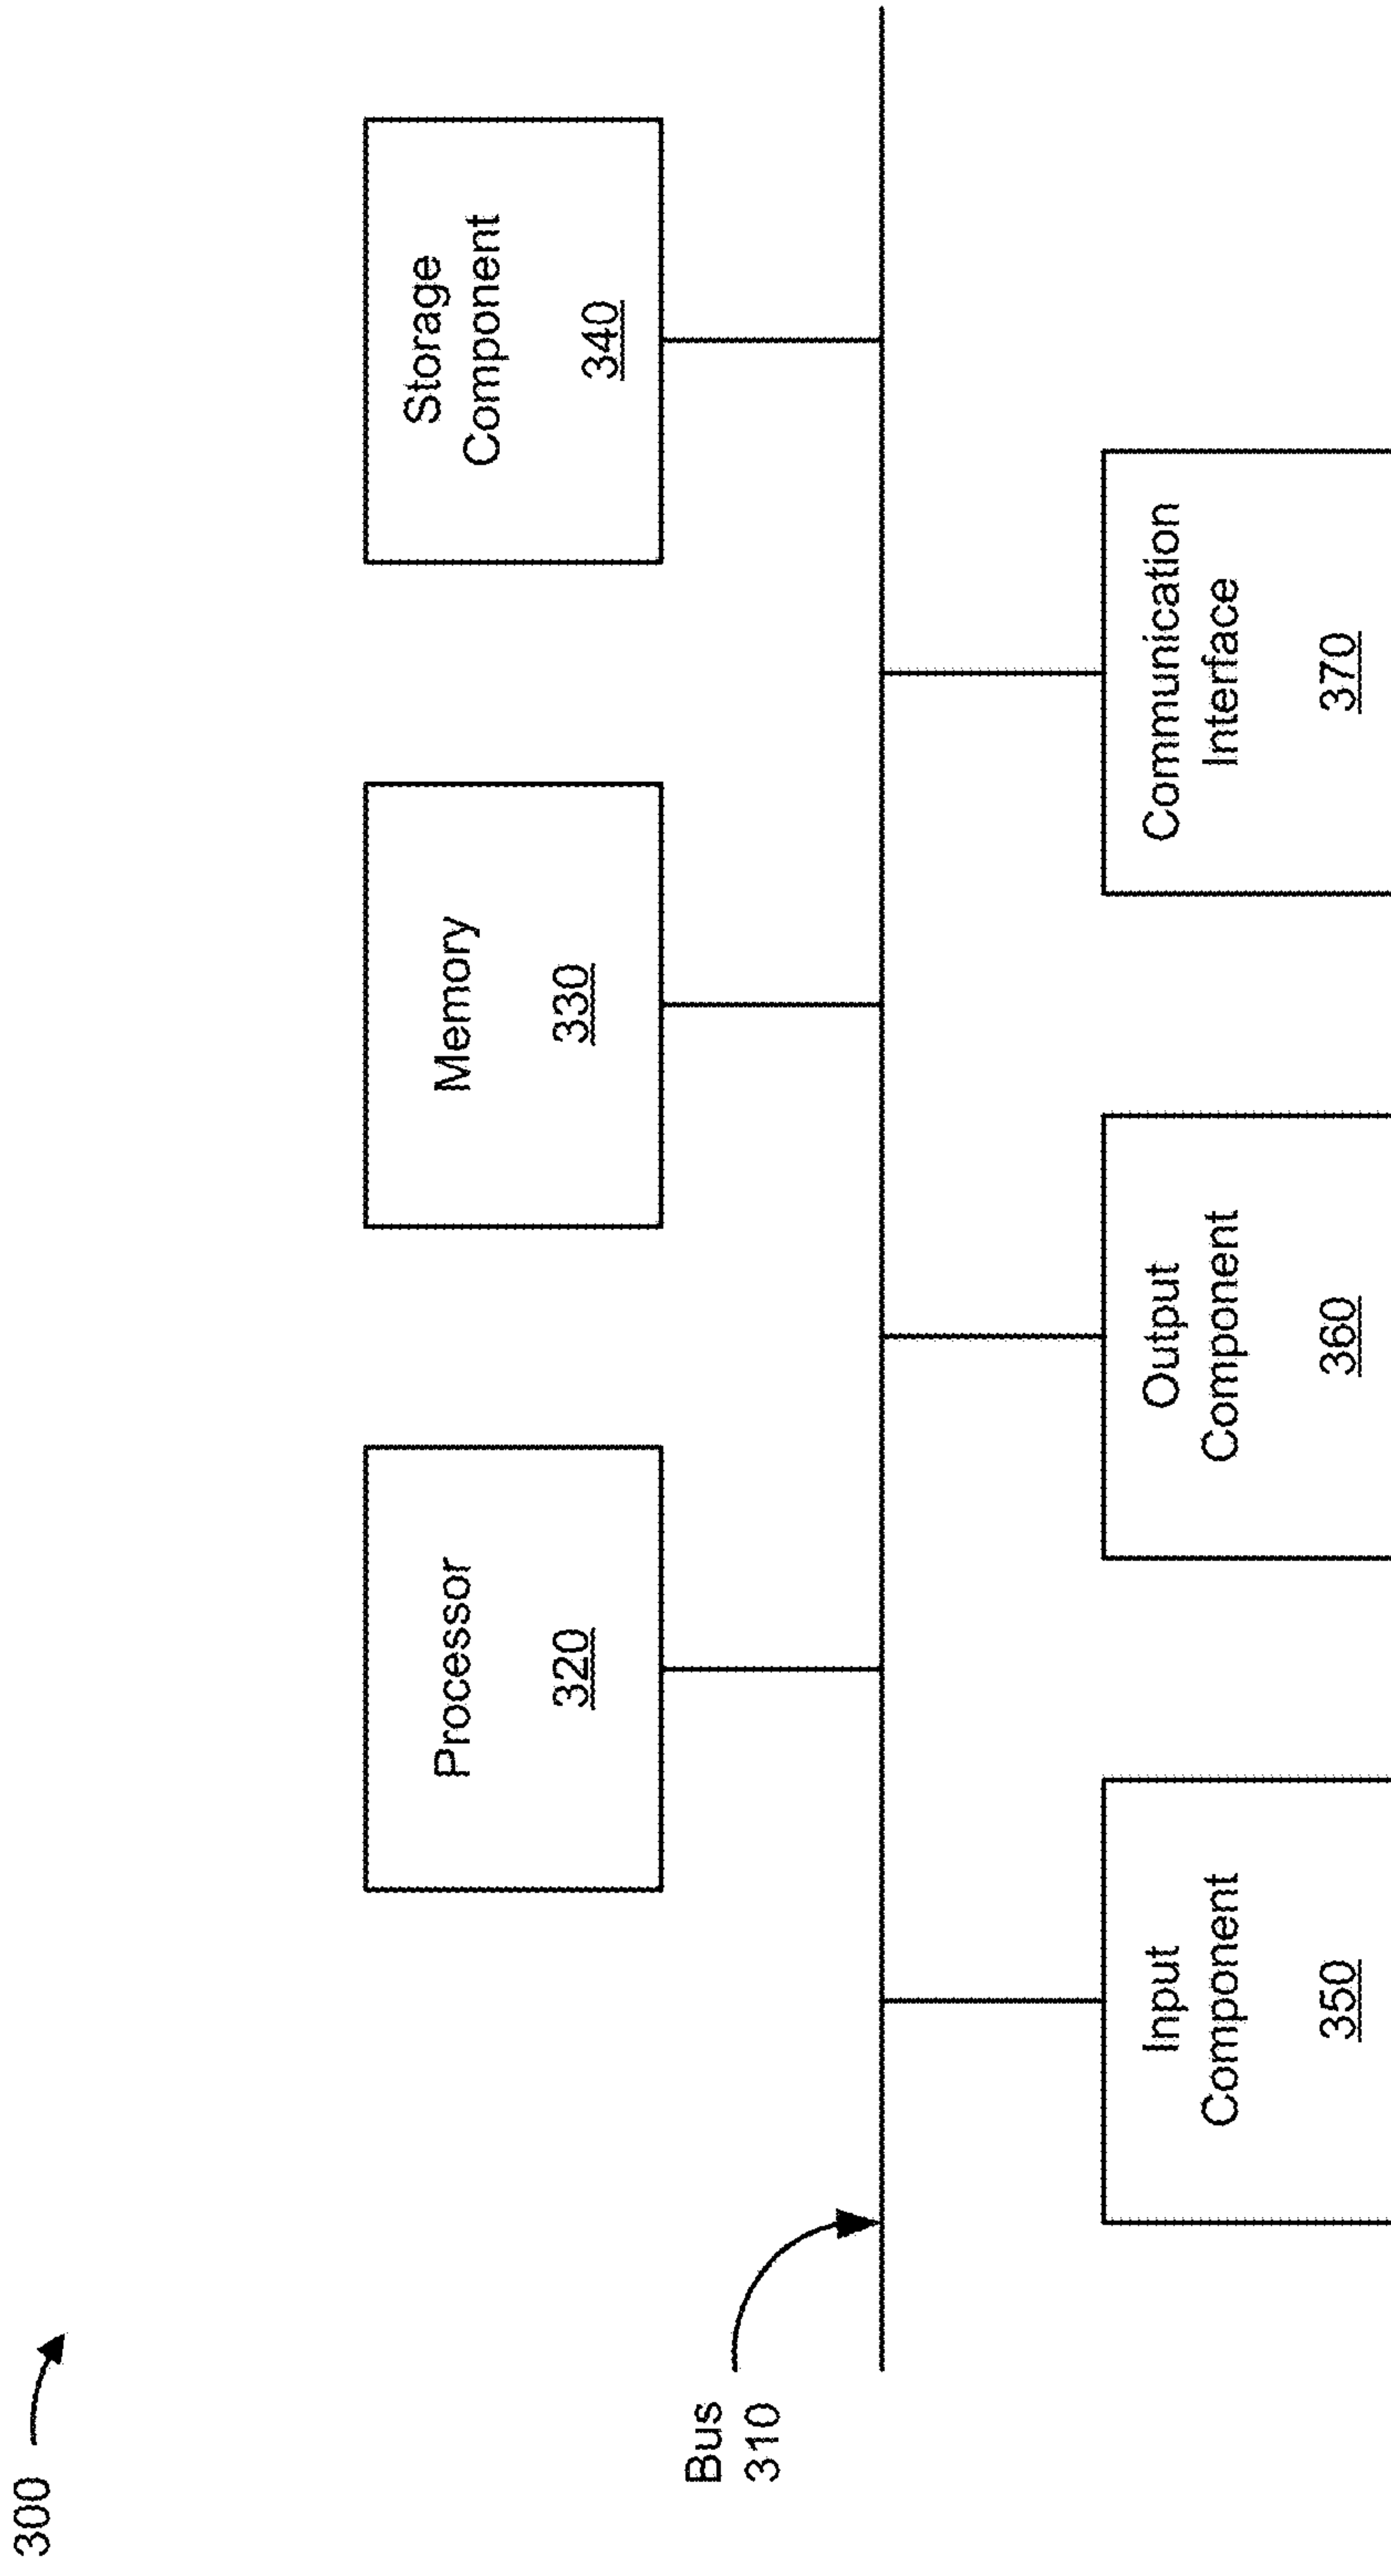 300
Bus
310
Processor
320
Memory
330
Storage
Component
340
Input
Component
350
Output
Component
360
Communication
Interface
370